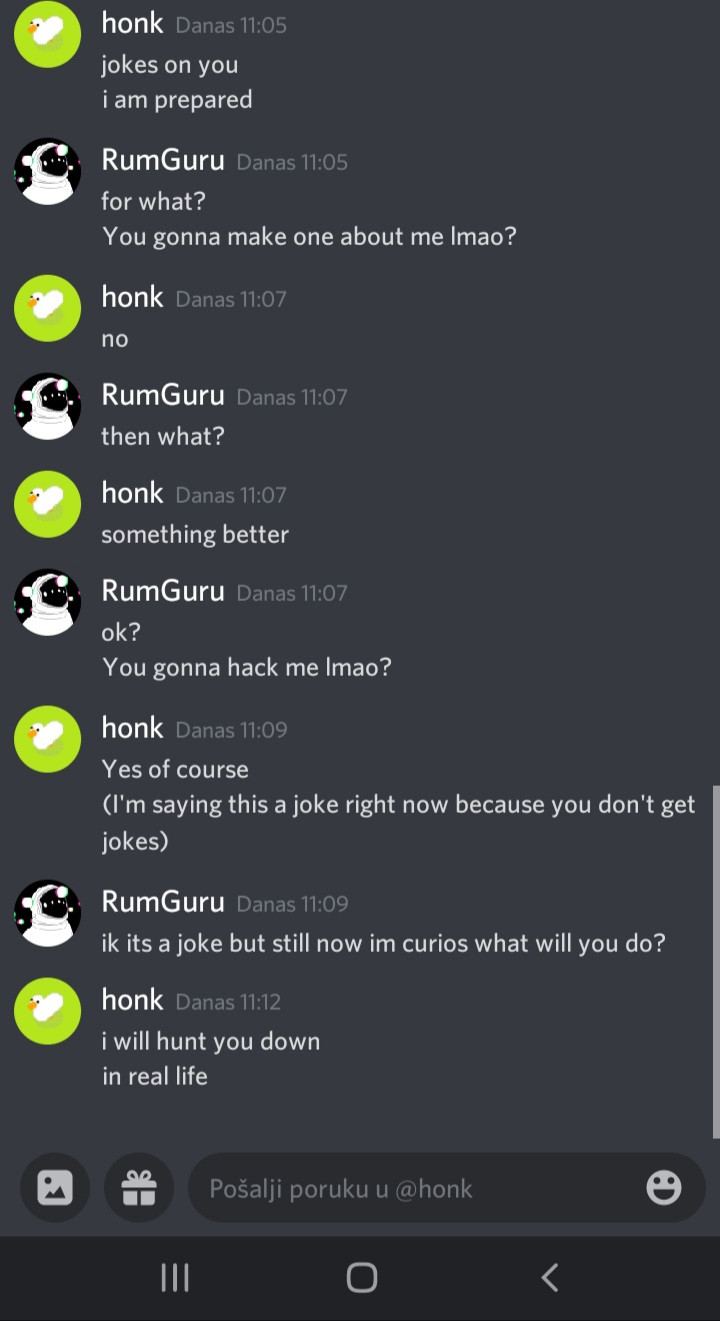 honk Danas 11:05
jokes on you
i am prepared
RumGuru Danas 11:05
for what?
You gonna make one about me lmao?
honk Danas 11:07
no
RumGuru Danas 11:07
then what?
honk Danas 11:07
something better
RumGuru Danas 11:07
ok?
You gonna hack me lmao?
honk Danas 11:09
Yes of course
(I'm saying this a joke right now because you don't get
jokes)
RumGuru Danas 11:09
ik its a joke but still now im curios what will you do?
honk Danas 11:12
i will hunt you down
in real life
Pošalji poruku u @honk